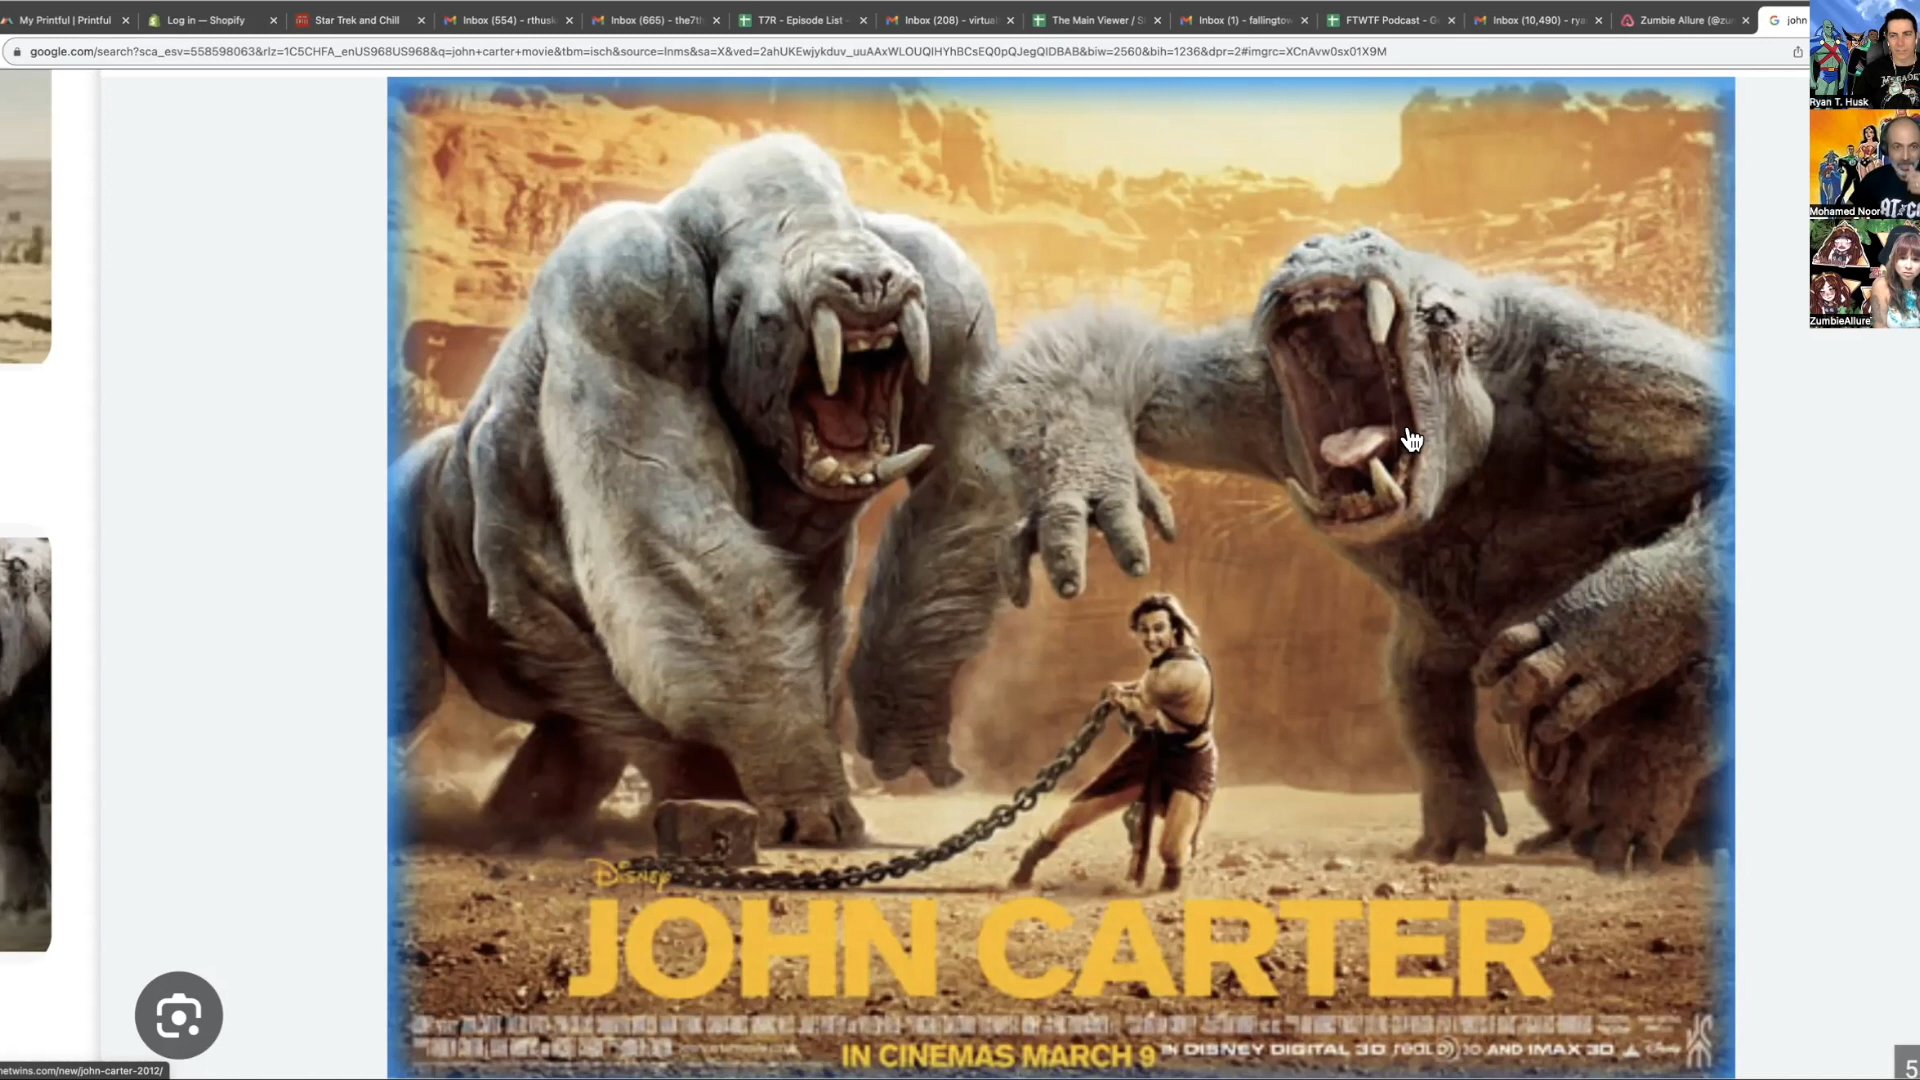 My Printful | Printful
Log in — Shopify
Star Trek and Chill
Inbox (554) - rthusk
Inbox (665) - the7th
T7R - Episode List -
Inbox (208) - virtua
The Main Viewer / S
Inbox (1) - fallingtow
FTWTF Podcast - G
Inbox (10,490) - rya
Zumbie Allure (@zu
john
google.com/search?sca_esv=558598063&rlz=1C5CHFA_enUS968US968&q=john+carter+movie&tbm=isch&source=lnms&sa=X&ved=2ahUKEwjykduv_uuAAxWLOUQIHYhBCsEQ0pQJegQIDBAB&biw=2560&bih=1236&dpr=2#imgrc=XCnAvw0sx01X9M
Ryan T. Husk
Mohamed Noor
ZumbieAllure
DISNEY
JOHN CARTER
IN CINEMAS MARCH 9 IN DISNEY DIGITAL 3D REAL D 3D AND IMAX 3D
netwins.com/new/john-carter-2012/
5